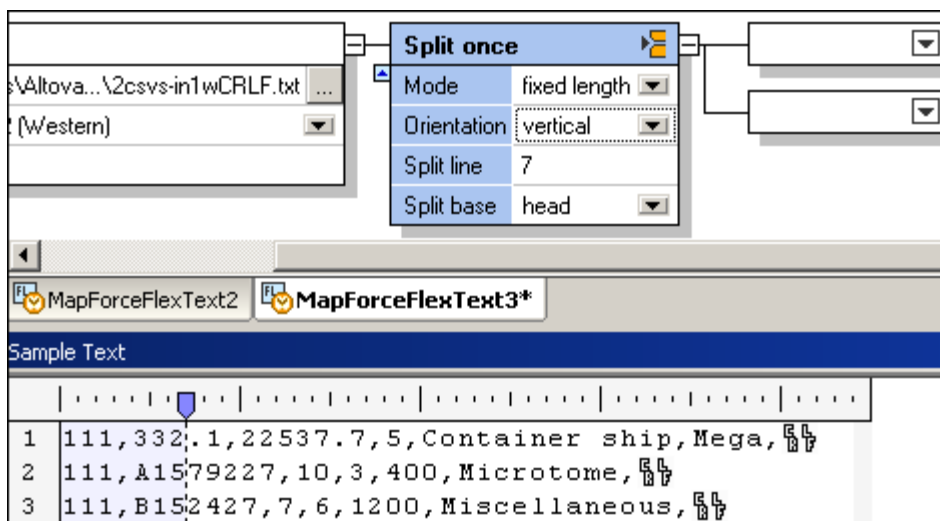 Split once
s\Altova...\2csvs-in1wCRLF.txt ...
Mode fixed length
(Western)
Orientation vertical
Split line 7
Split base head
MapForceFlexText2 MapForceFlexText3*
Sample Text
1 111,332.1,22537.7,5,Container ship,Mega,
2 111,A1579227,10,3,400,Microtome,
3 111,B152427,7,6,1200,Miscellaneous,